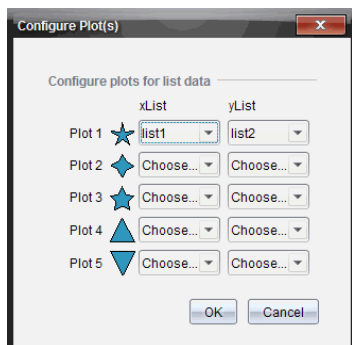 Configure Plot(s)
x
Configure plots for list data
xList yList
Plot 1 list1 list2
Plot 2 Choose... Choose...
Plot 3 Choose... Choose...
Plot 4 Choose... Choose...
Plot 5 Choose... Choose...
OK Cancel